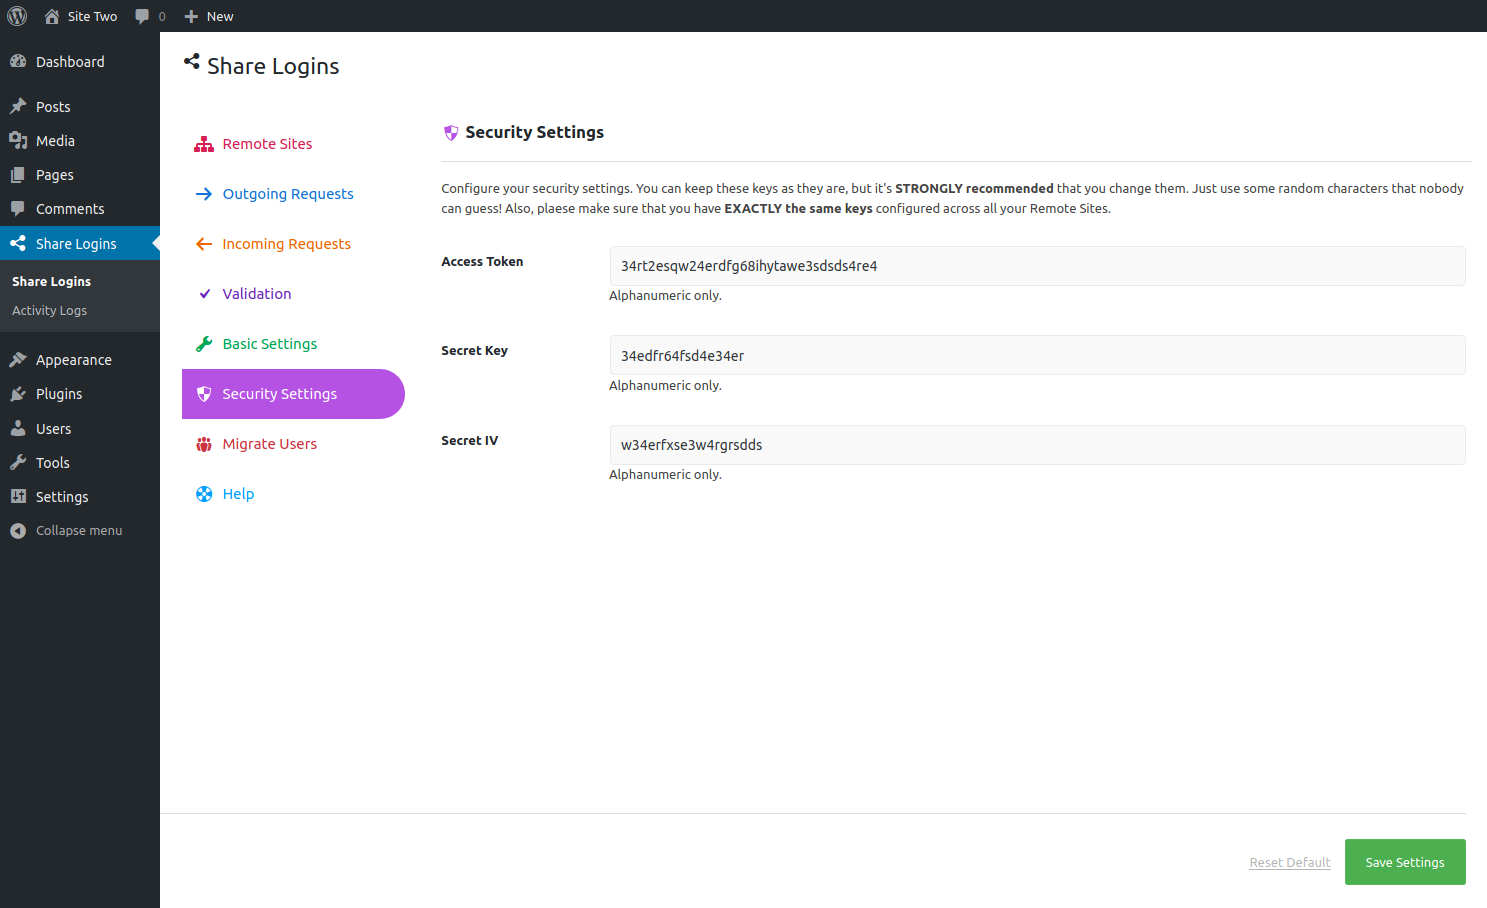 Site Two 0 New
Dashboard
Posts
Media
Pages
Comments
Share Logins
Share Logins
Activity Logs
Appearance
Plugins
Users
Tools
Settings
Collapse menu
Share Logins
Remote Sites
Outgoing Requests
Incoming Requests
Validation
Basic Settings
Security Settings
Migrate Users
Help
Security Settings
Configure your security settings. You can keep these keys as they are, but it's STRONGLY recommended that you change them. Just use some random characters that nobody
can guess! Also, plaese make sure that you have EXACTLY the same keys configured across all your Remote Sites.
Access Token 34rt2esqw24erdfg68ihytawe3sdsds4re4
Alphanumeric only.
Secret Key 34edfr64fsd4e34er
Alphanumeric only.
Secret IV w34erfxse3w4rgrsdds
Alphanumeric only.
Reset Default Save Settings